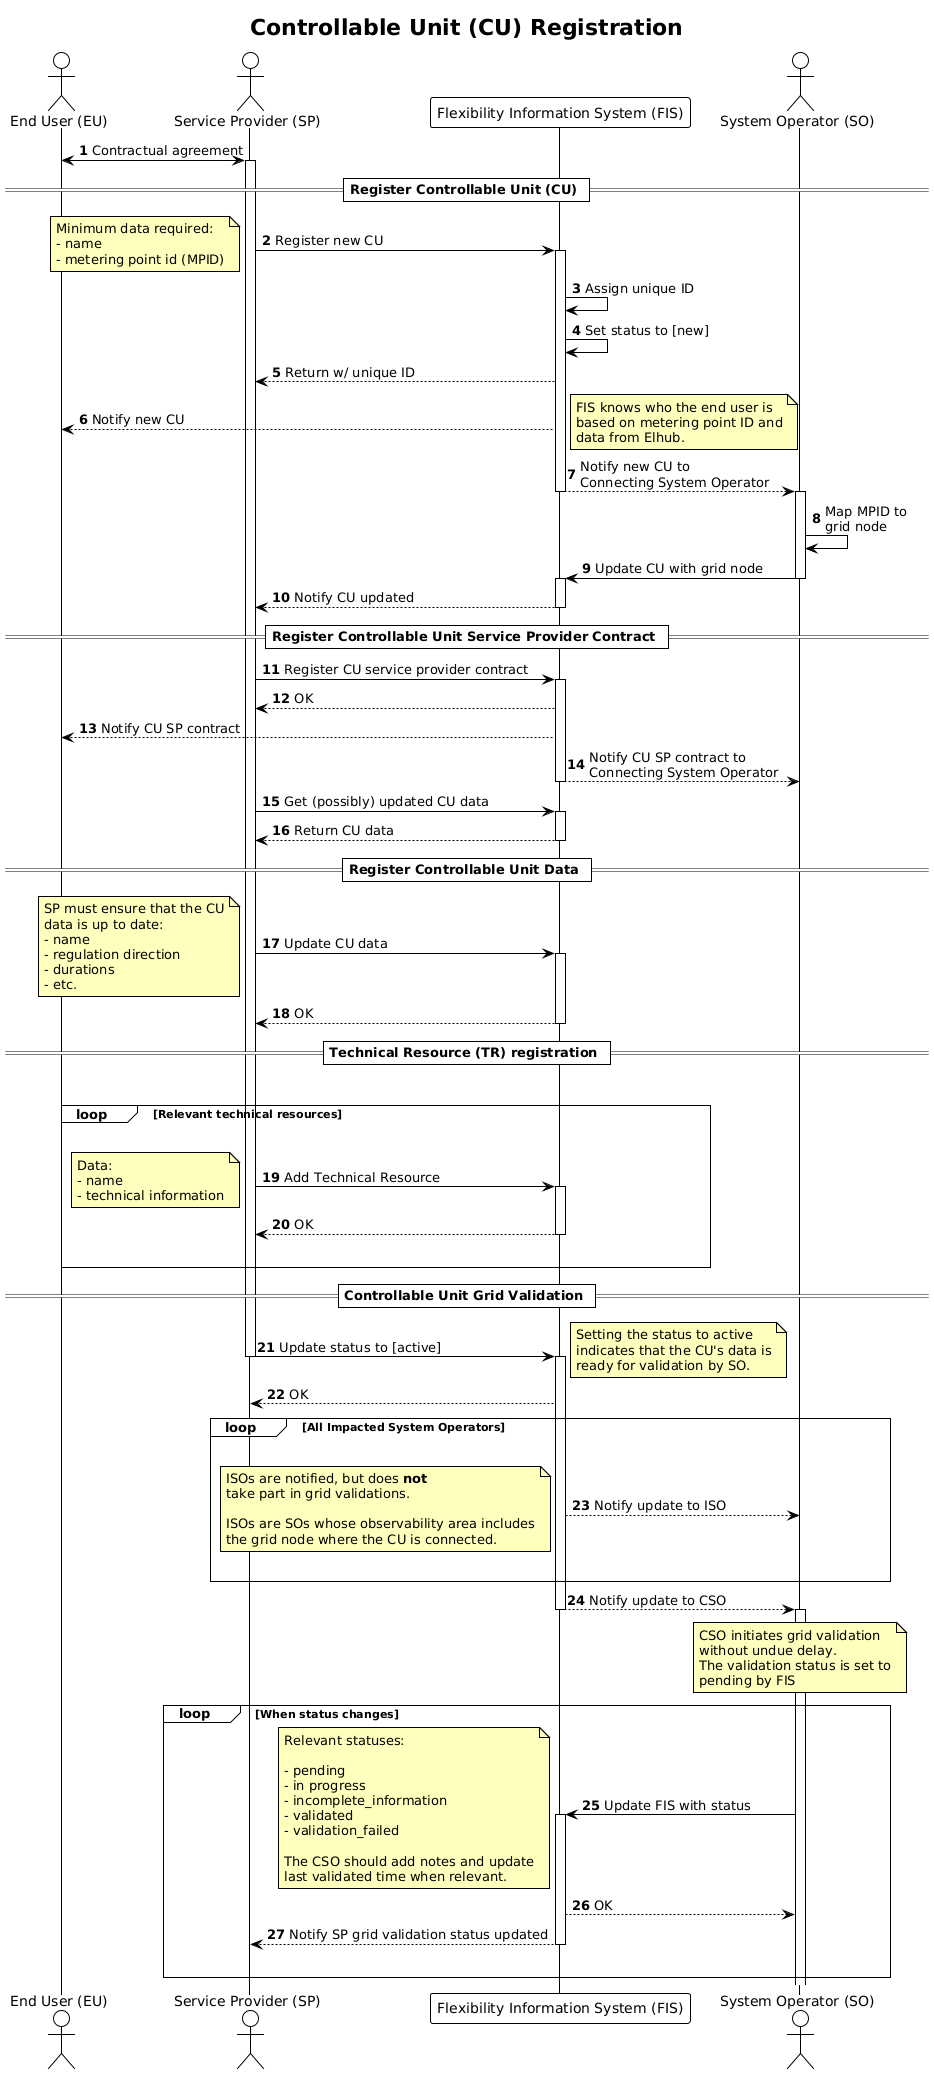 Controllable Unit (CU) Registration
End User (EU)
Service Provider (SP)
Flexibility Information System (FIS)
System Operator (SO)
1 Contractual agreement
Register Controllable Unit (CU)
Minimum data required:
- name
- metering point id (MPID)
2 Register new CU
3 Assign unique ID
4 Set status to [new]
5 Return w/ unique ID
6 Notify new CU
FIS knows who the end user is
based on metering point ID and
data from Elhub.
7 Notify new CU to
Connecting System Operator
8 Map MPID to
grid node
9 Update CU with grid node
10 Notify CU updated
Register Controllable Unit Service Provider Contract
11 Register CU service provider contract
12 OK
13 Notify CU SP contract
14 Notify CU SP contract to
Connecting System Operator
15 Get (possibly) updated CU data
16 Return CU data
Register Controllable Unit Data
SP must ensure that the CU
data is up to date:
- name
- regulation direction
- durations
- etc.
17 Update CU data
18 OK
Technical Resource (TR) registration
loop [Relevant technical resources]
Data:
- name
- technical information
19 Add Technical Resource
20 OK
Controllable Unit Grid Validation
21 Update status to [active]
Setting the status to active
indicates that the CU's data is
ready for validation by SO.
22 OK
loop [All Impacted System Operators]
ISOs are notified, but does not
take part in grid validations.
ISOs are SOs whose observability area includes
the grid node where the CU is connected.
23 Notify update to ISO
24 Notify update to CSO
CSO initiates grid validation
without undue delay.
The validation status is set to
pending by FIS
loop [When status changes]
Relevant statuses:
- pending
- in progress
- incomplete_information
- validated
- validation_failed
The CSO should add notes and update
last validated time when relevant.
25 Update FIS with status
26 OK
27 Notify SP grid validation status updated
End User (EU)
Service Provider (SP)
Flexibility Information System (FIS)
System Operator (SO)